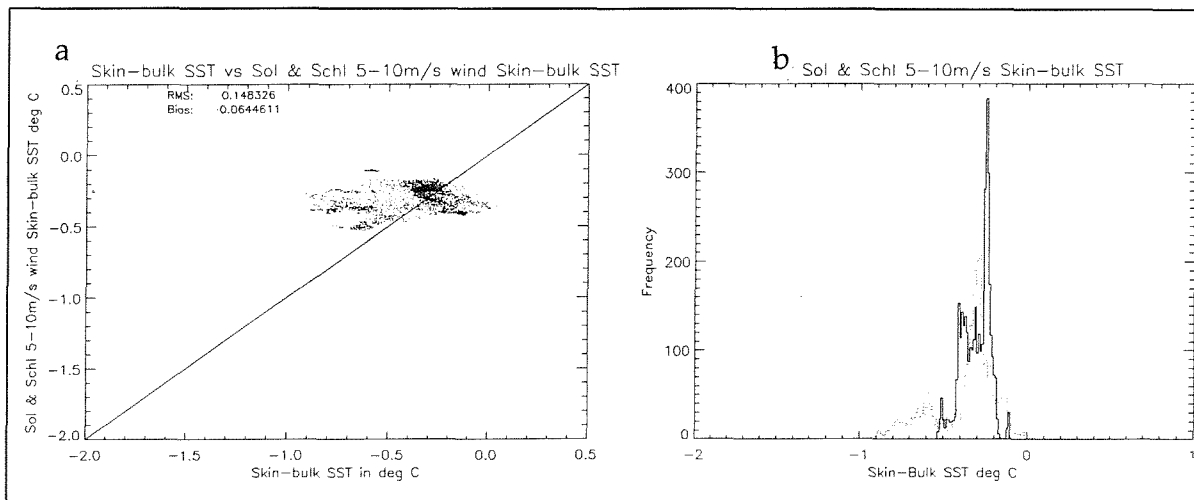 a
Skin-bulk SST vs Sol & Schl 5-10m/s wind Skin-bulk SST
RMS: 0.148326
Bias: 0.0644611
Sol & Schl 5-10m/s wind Skin-bulk SST deg C
0.5
0.0
-0.5
-1.0
-1.5
-2.0
-2.0 -1.5 -1.0 -0.5 0.0 0.5
Skin-bulk SST in deg C
b
Sol & Schl 5-10m/s Skin-bulk SST
Frequency
400
300
200
100
0
-2 -1 0 1
Skin-Bulk SST deg C